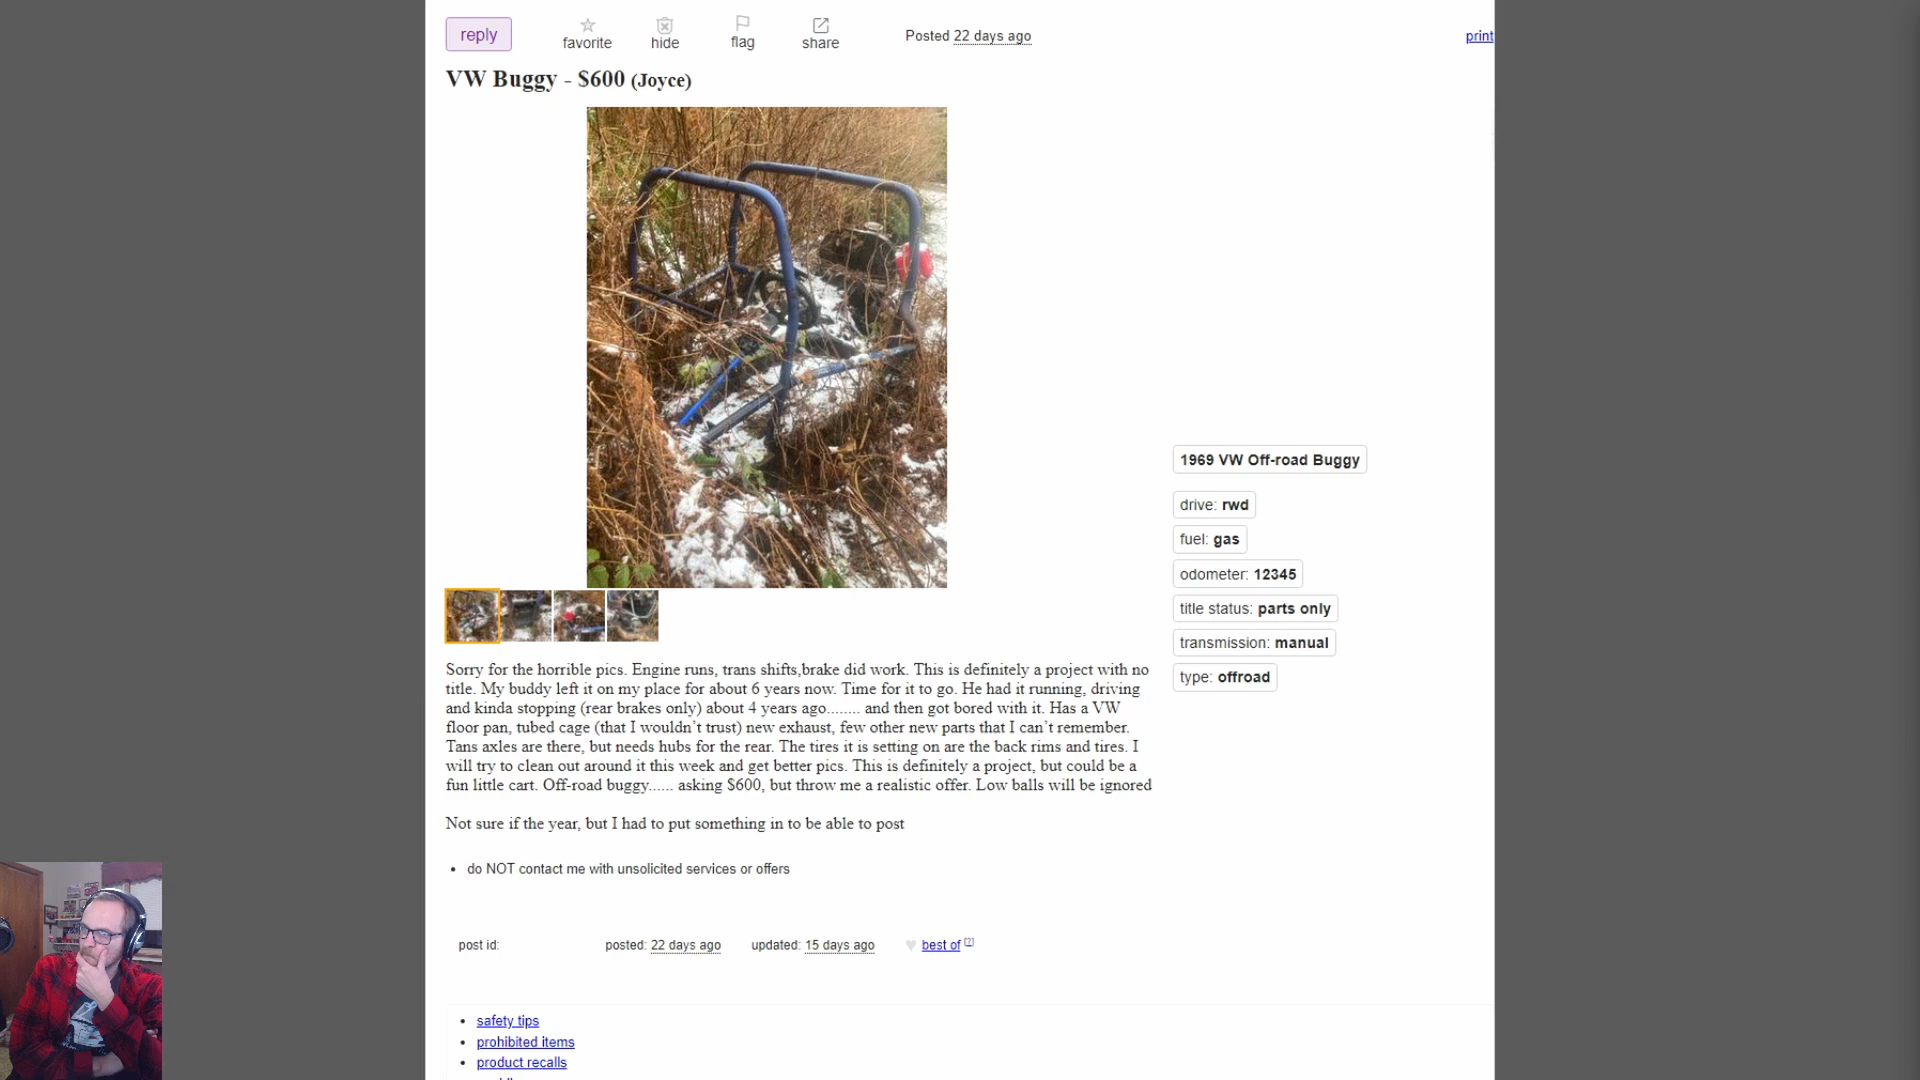 reply
favorite
hide
flag
share
Posted 22 days ago
print
VW Buggy - $600 (Joyce)
1969 VW Off-road Buggy
drive: rwd
fuel: gas
odometer: 12345
title status: parts only
transmission: manual
type: offroad
Sorry for the horrible pics. Engine runs, trans shifts,brake did work. This is definitely a project with no
title. My buddy left it on my place for about 6 years now. Time for it to go. He had it running, driving
and kinda stopping (rear brakes only) about 4 years ago........ and then got bored with it. Has a VW
floor pan, tubed cage (that I wouldn't trust) new exhaust, few other new parts that I can't remember.
Tans axles are there, but needs hubs for the rear. The tires it is setting on are the back rims and tires. I
will try to clean out around it this week and get better pics. This is definitely a project, but could be a
fun little cart. Off-road buggy...... asking $600, but throw me a realistic offer. Low balls will be ignored
Not sure if the year, but I had to put something in to be able to post
• do NOT contact me with unsolicited services or offers
post id:
posted: 22 days ago
updated: 15 days ago
♥ best of [?]
• safety tips
• prohibited items
• product recalls